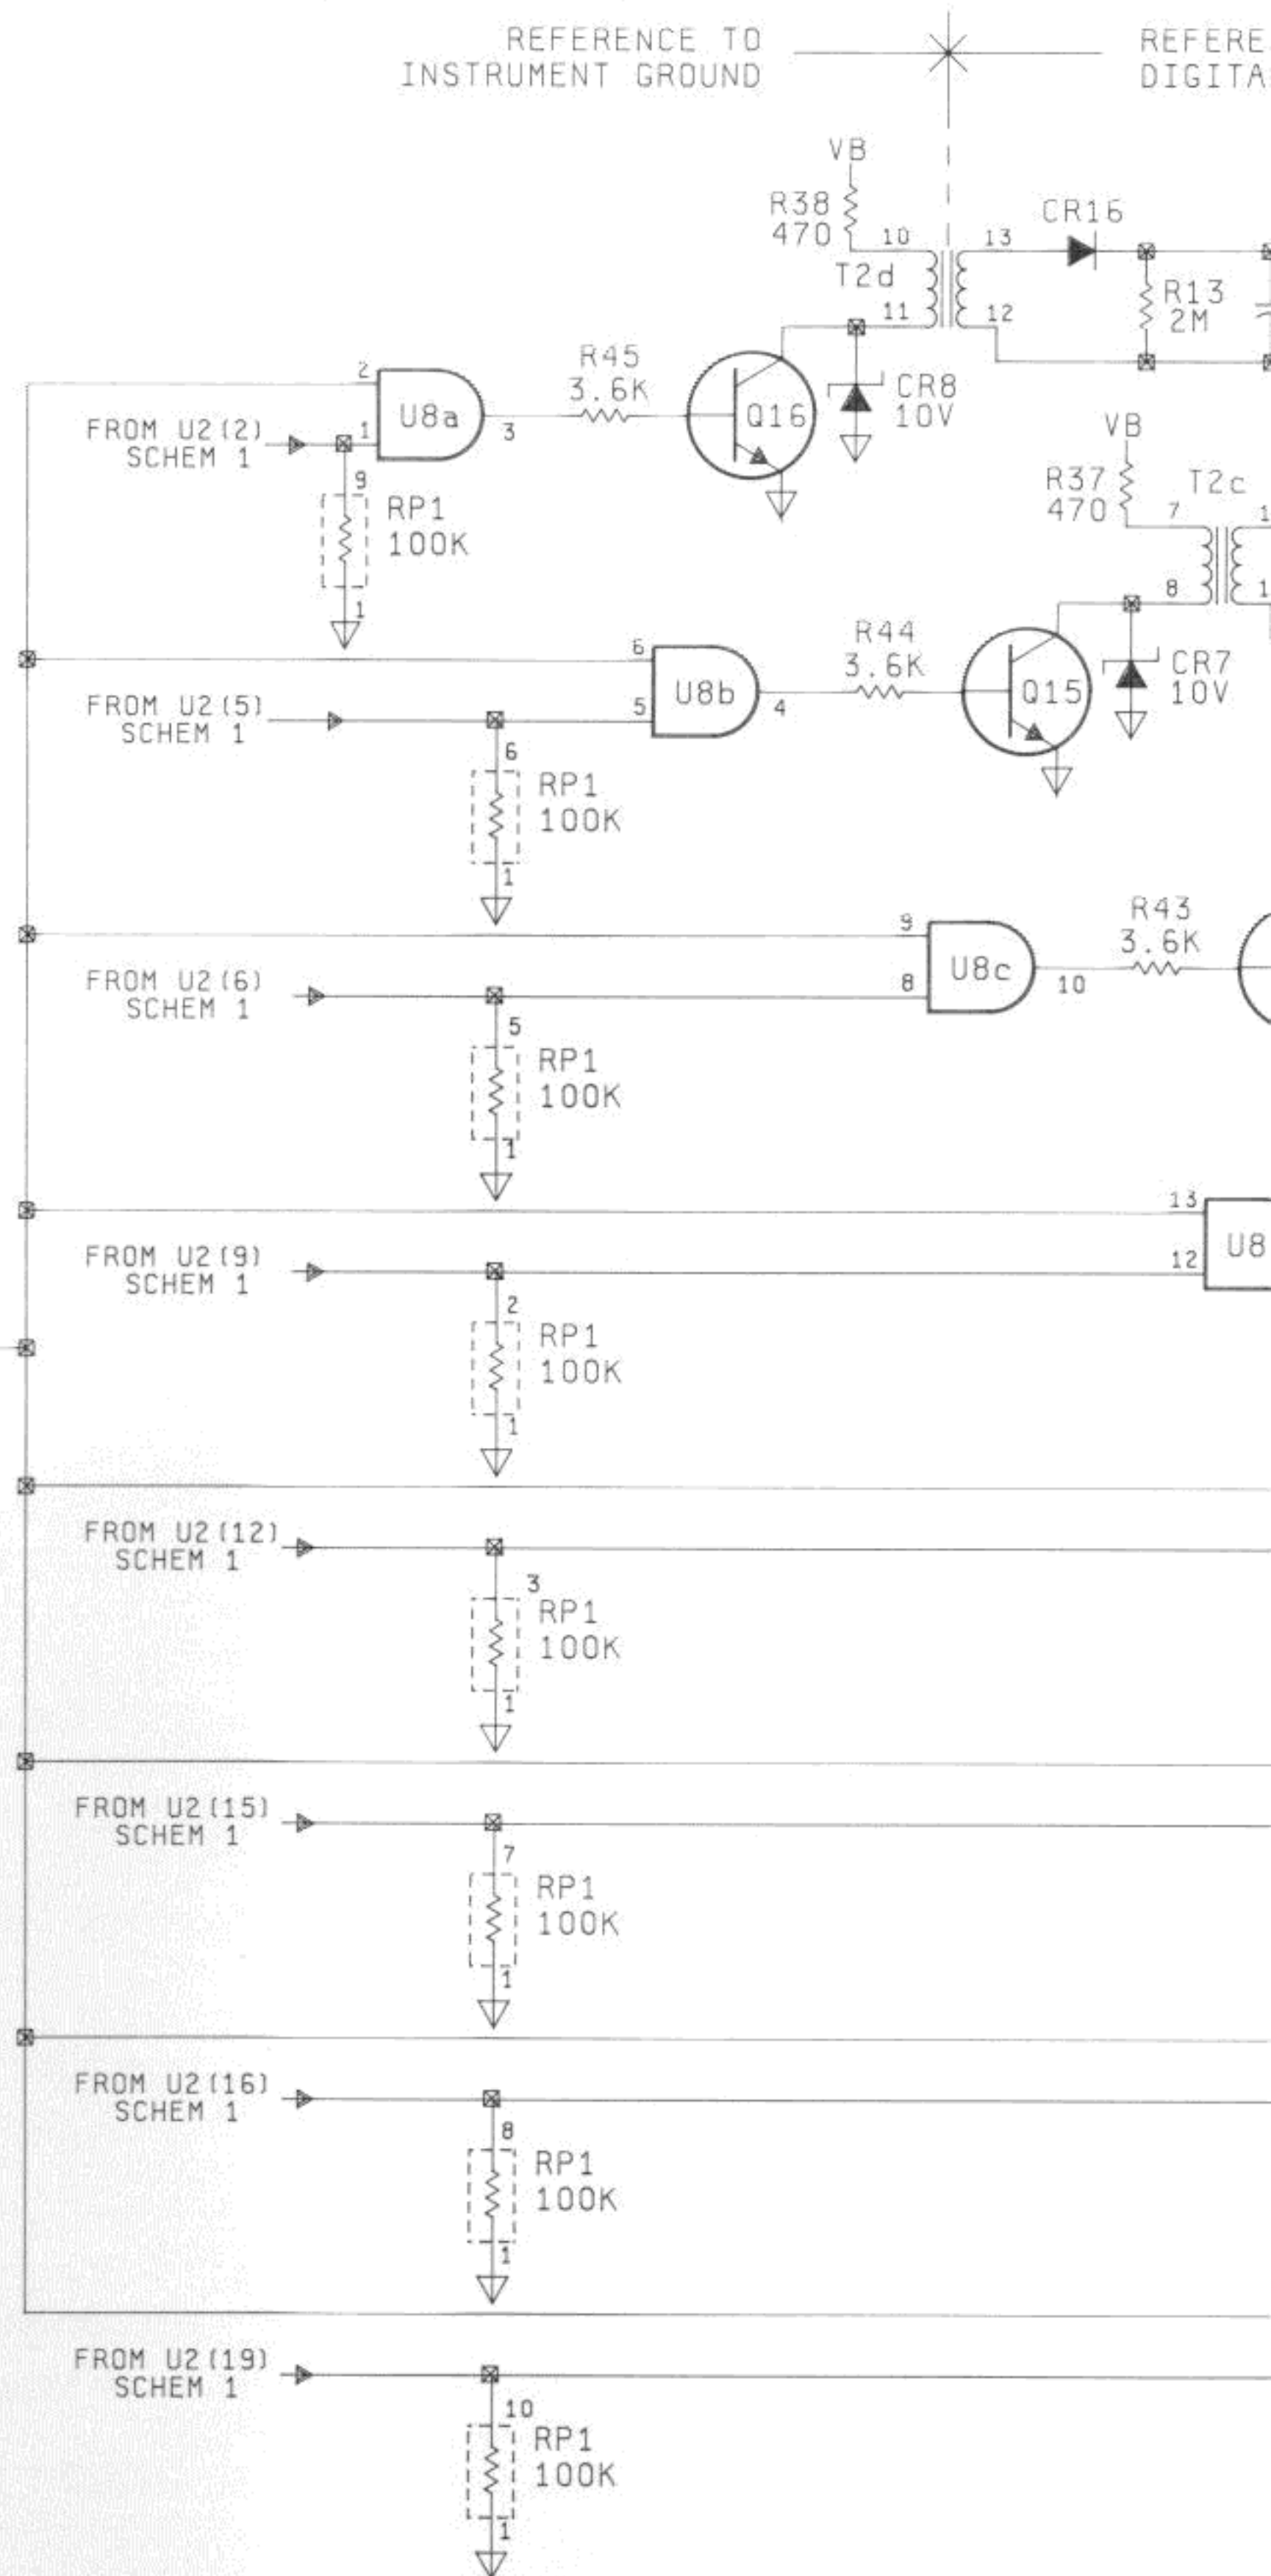 REFERENCE TO
INSTRUMENT GROUND
REFERE
DIGITA
VB
R38
470
10
13
CR16
T2d
11
12
R13
2M
R45
3.6K
2
U8a
3
Q16
CR8
10V
FROM U2(2)
SCHEM 1
1
9
RP1
100K
1
VB
R37
470
T2c
7
1
8
1
R44
3.6K
6
U8b
5
4
Q15
CR7
10V
FROM U2(5)
SCHEM 1
6
RP1
100K
1
R43
3.6K
9
U8c
8
10
FROM U2(6)
SCHEM 1
5
RP1
100K
1
13
U8
12
FROM U2(9)
SCHEM 1
2
RP1
100K
1
FROM U2(12)
SCHEM 1
3
RP1
100K
1
FROM U2(15)
SCHEM 1
7
RP1
100K
1
FROM U2(16)
SCHEM 1
8
RP1
100K
1
FROM U2(19)
SCHEM 1
10
RP1
100K
1